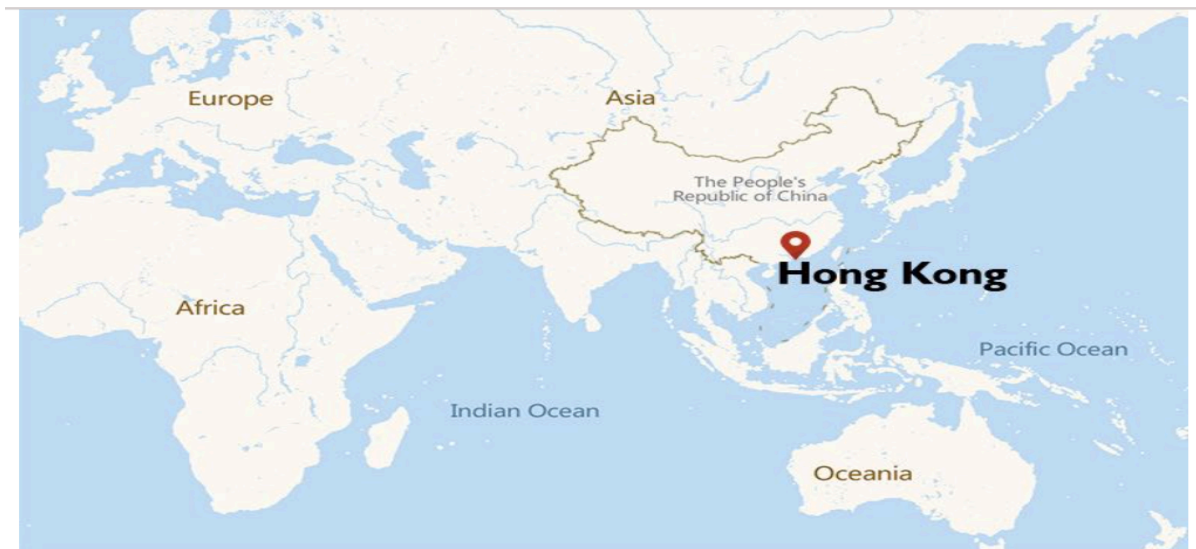 Europe
Asia
The People's
Republic of China
Hong Kong
Africa
Pacific Ocean
Indian Ocean
Oceania